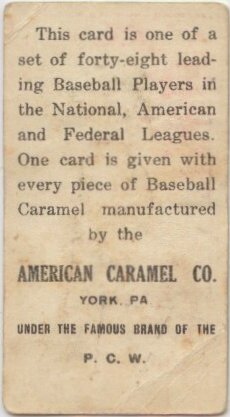 This card is one of a
set of forty-eight lead-
ing Baseball Players in
the National, American
and Federal Leagues.
One card is given with
every piece of Baseball
Caramel manufactured
by the
AMERICAN CARAMEL CO.
YORK. PA
UNDER THE FAMOUS BRAND OF THE
P. C. W.